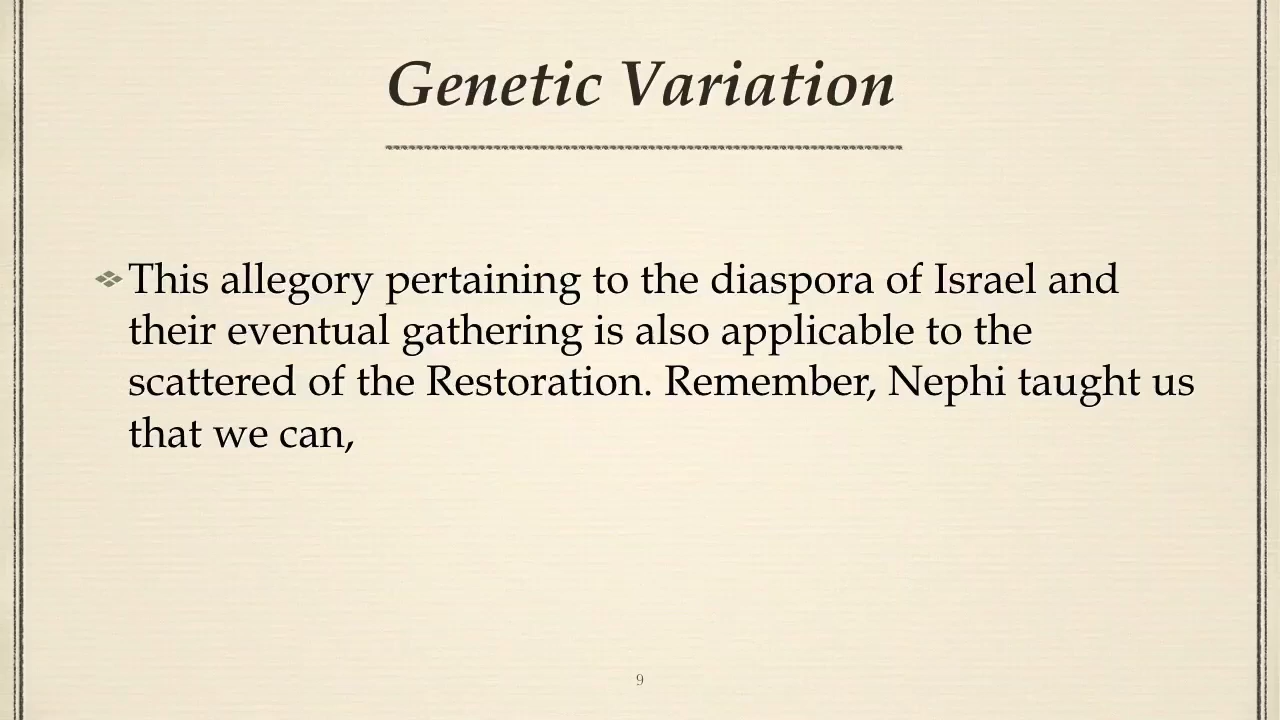 Genetic Variation
This allegory pertaining to the diaspora of Israel and
their eventual gathering is also applicable to the
scattered of the Restoration. Remember, Nephi taught us
that we can,
9